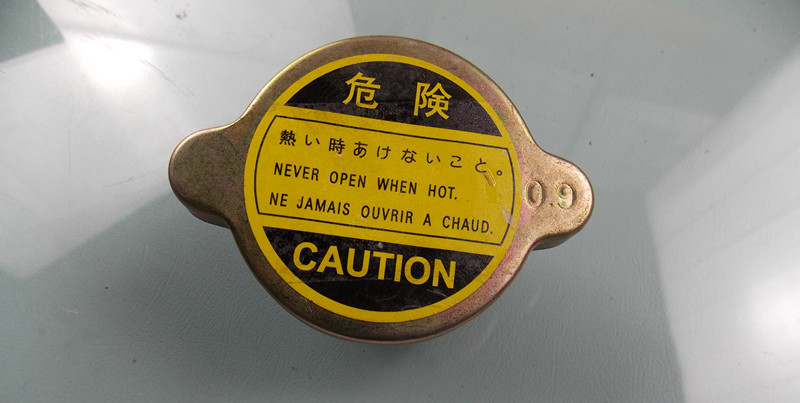 危険
熱い時あけないこと。
NEVER OPEN WHEN HOT.
NE JAMAIS OUVRIR A CHAUD.
0.9
CAUTION